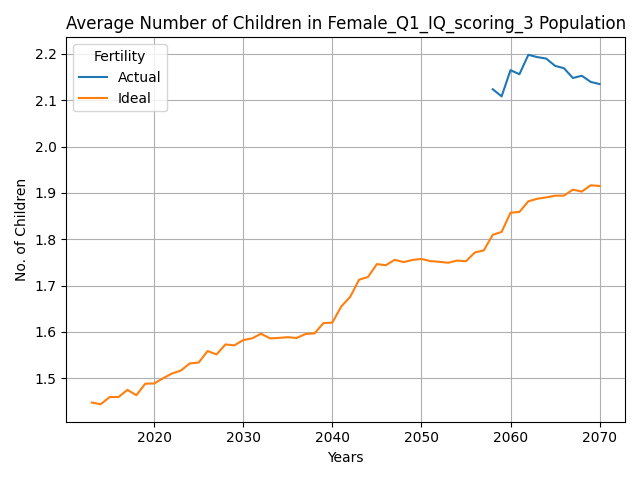 Average Number of Children in Female_Q1_IQ_scoring_3 Population
Fertility
Actual
Ideal
2.2
2.1
2.0
1.9
1.8
1.7
1.6
1.5
No. of Children
2020 2030 2040 2050 2060 2070
Years